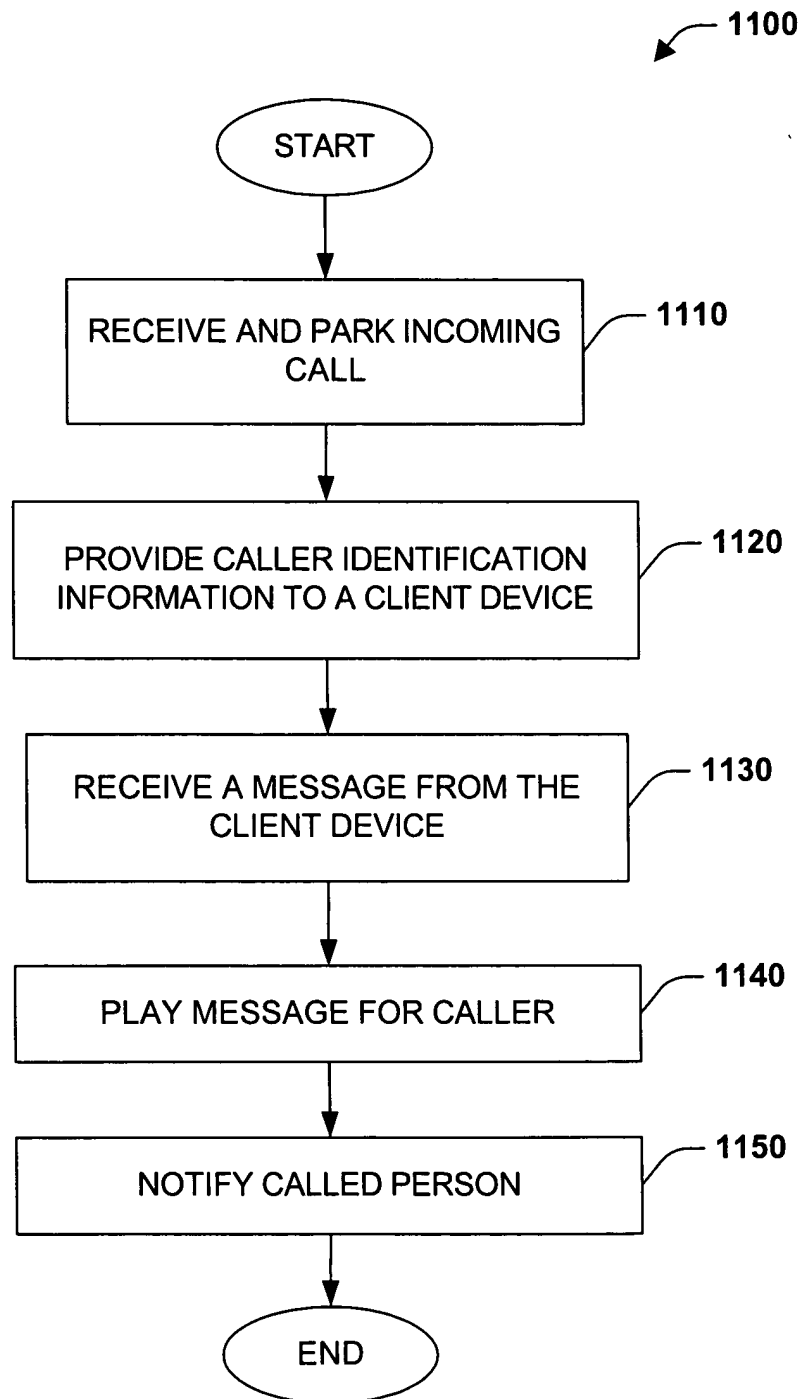 1100
START
RECEIVE AND PARK INCOMING
CALL
1110
PROVIDE CALLER IDENTIFICATION
INFORMATION TO A CLIENT DEVICE
1120
RECEIVE A MESSAGE FROM THE
CLIENT DEVICE
1130
PLAY MESSAGE FOR CALLER
1140
NOTIFY CALLED PERSON
1150
END